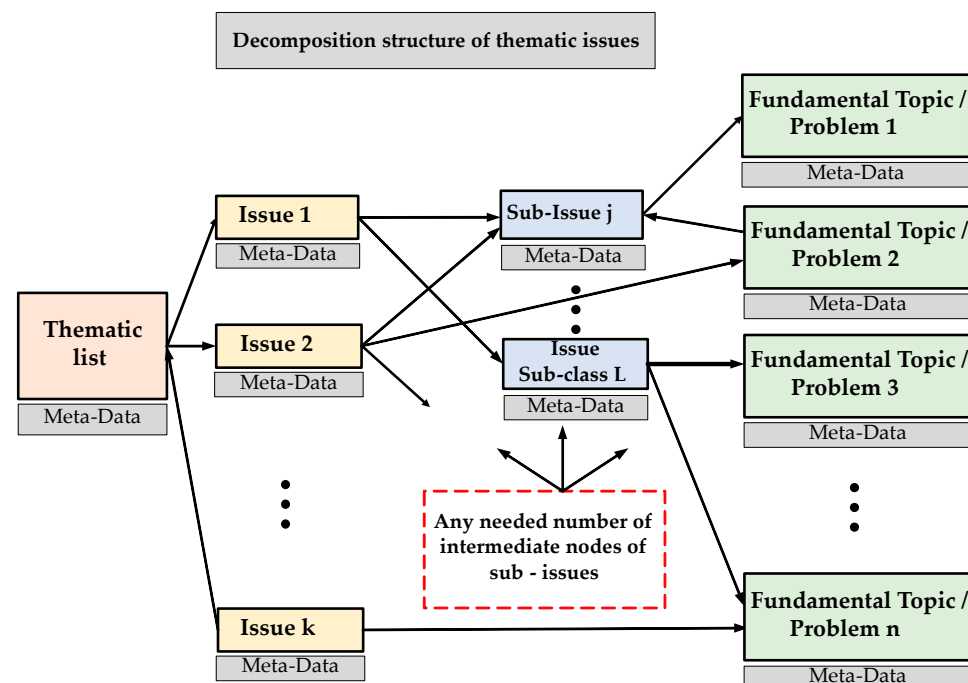 Decomposition structure of thematic issues
Thematic
list
Meta-Data
Issue 1
Meta-Data
Issue 2
Meta-Data
Issue k
Meta-Data
Sub-Issue j
Meta-Data
Issue
Sub-class L
Meta-Data
Any needed number of
intermediate nodes of
sub - issues
Fundamental Topic /
Problem 1
Meta-Data
Fundamental Topic /
Problem 2
Meta-Data
Fundamental Topic /
Problem 3
Meta-Data
Fundamental Topic /
Problem n
Meta-Data